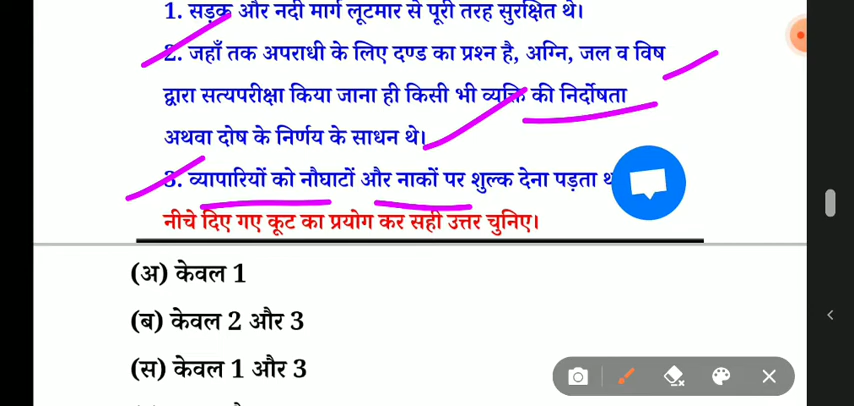 1. सड़क और नदी मार्ग लूटमार से पूरी तरह सुरक्षित थे।
2. जहाँ तक अपराधी के लिए दण्ड का प्रश्न है, अग्नि, जल व विष
द्वारा सत्यपरीक्षा किया जाना ही किसी भी व्यक्ति की निर्दोषता
अथवा दोष के निर्णय के साधन थे।
3. व्यापारियों को नौघाटों और नाकों पर शुल्क देना पड़ता
नीचे दिए गए कूट का प्रयोग कर सही उत्तर चुनिए।
(अ) केवल 1
(ब) केवल 2 और 3
(स) केवल 1 और 3